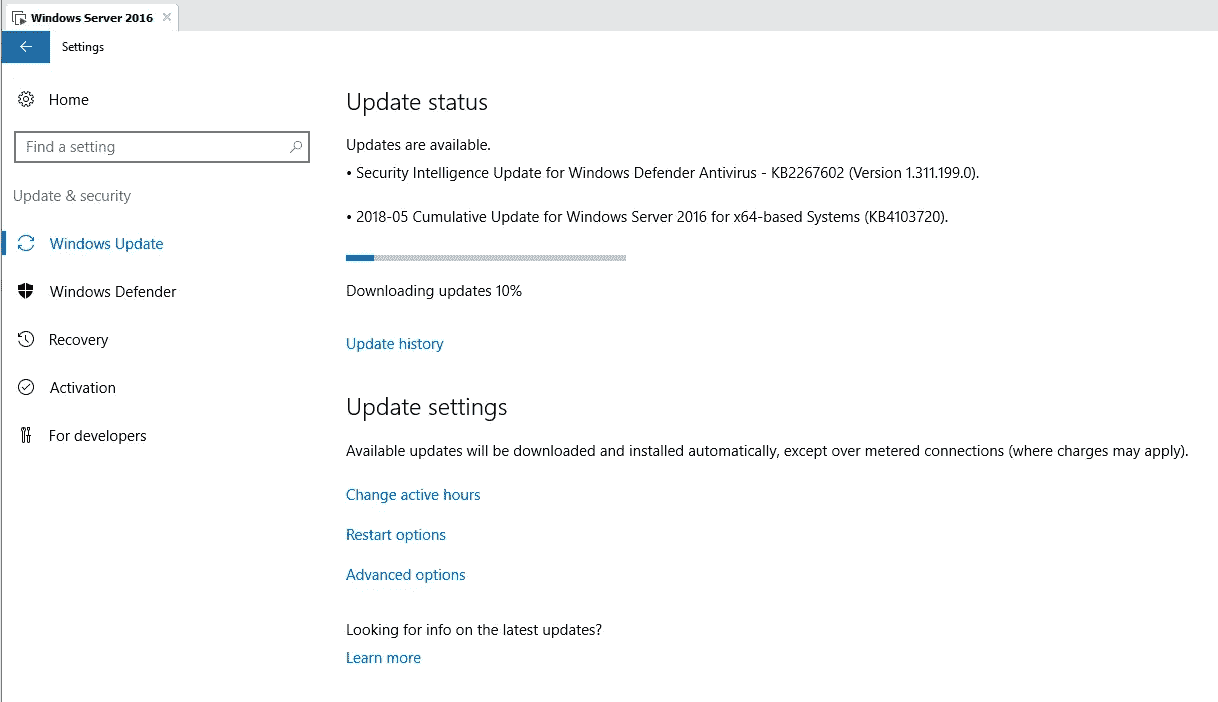 Windows Server 2016
Settings
Home
Find a setting
Update & security
Windows Update
Windows Defender
Recovery
Activation
For developers
Update status
Updates are available.
• Security Intelligence Update for Windows Defender Antivirus - KB2267602 (Version 1.311.199.0).
• 2018-05 Cumulative Update for Windows Server 2016 for x64-based Systems (KB4103720).
Downloading updates 10%
Update history
Update settings
Available updates will be downloaded and installed automatically, except over metered connections (where charges may apply).
Change active hours
Restart options
Advanced options
Looking for info on the latest updates?
Learn more